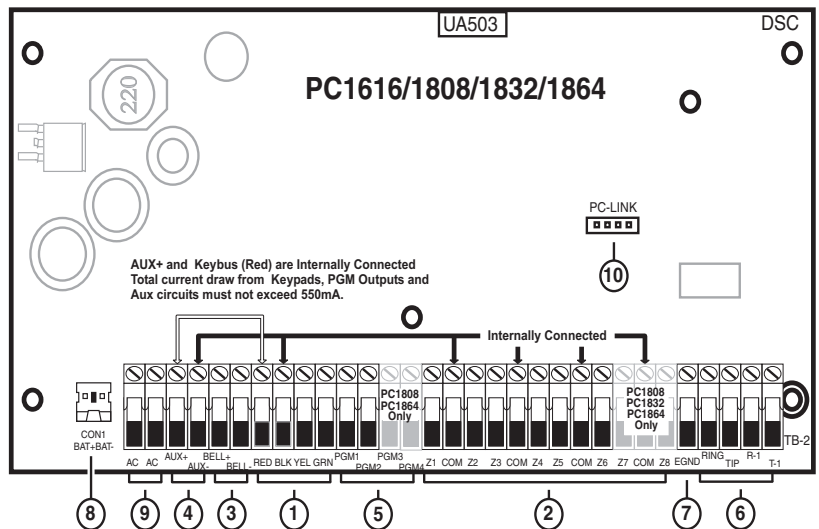 UA503
DSC
PC1616/1808/1832/1864
220
PC-LINK
10
AUX+ and Keybus (Red) are Internally Connected
Total current draw from Keypads, PGM Outputs and
Aux circuits must not exceed 550mA.
Internally Connected
PC1808
PC1864
Only
PC1808
PC1832
PC1864
Only
CON1
BAT+BAT-
TB-2
AC AC AUX+ AUX- BELL+ BELL- RED BLK YEL GRN PGM1 PGM2 PGM3 PGM4 Z1 COM Z2 Z3 COM Z4 Z5 COM Z6 Z7 COM Z8 EGND RING TIP R-1 T-1
8 9 4 3 1 5 2 7 6